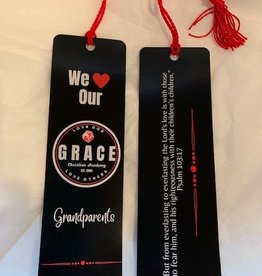 We ❤ Our
LOVE GOD
GRACE
Christian Academy
EST. 2009
LOVE OTHERS
Grandparents
"But from everlasting to everlasting the Lord's love is with those
who fear him, and his righteousness with their children's children."
Psalm 103:17